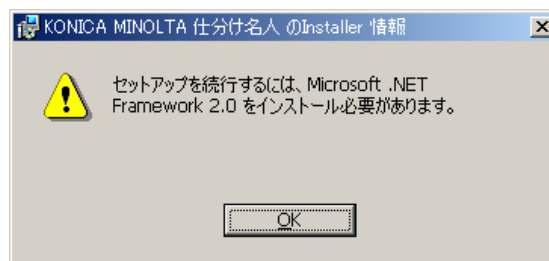 KONICA MINOLTA 仕分け名人 のInstaller 情報
セットアップを続行するには、Microsoft .NET
Framework 2.0 をインストール必要があります。
OK